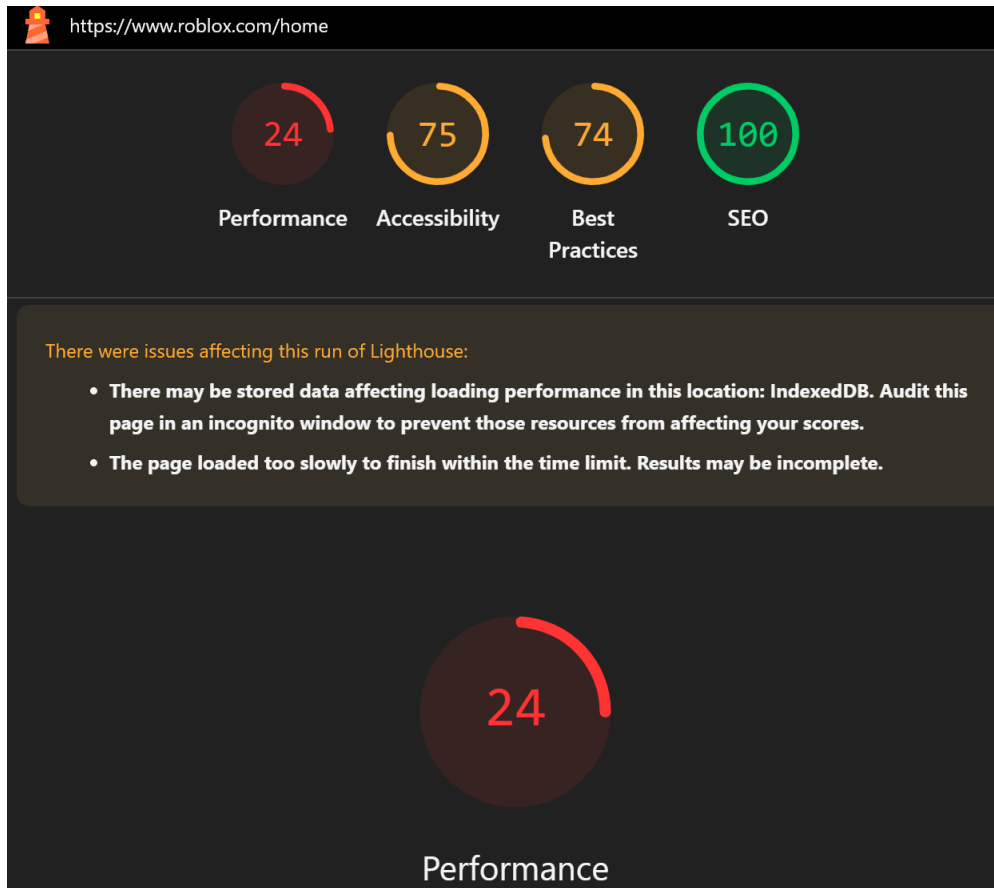 https://www.roblox.com/home
24
75
74
100
Performance
Accessibility
Best
Practices
SEO
There were issues affecting this run of Lighthouse:
• There may be stored data affecting loading performance in this location: IndexedDB. Audit this
page in an incognito window to prevent those resources from affecting your scores.
• The page loaded too slowly to finish within the time limit. Results may be incomplete.
24
Performance